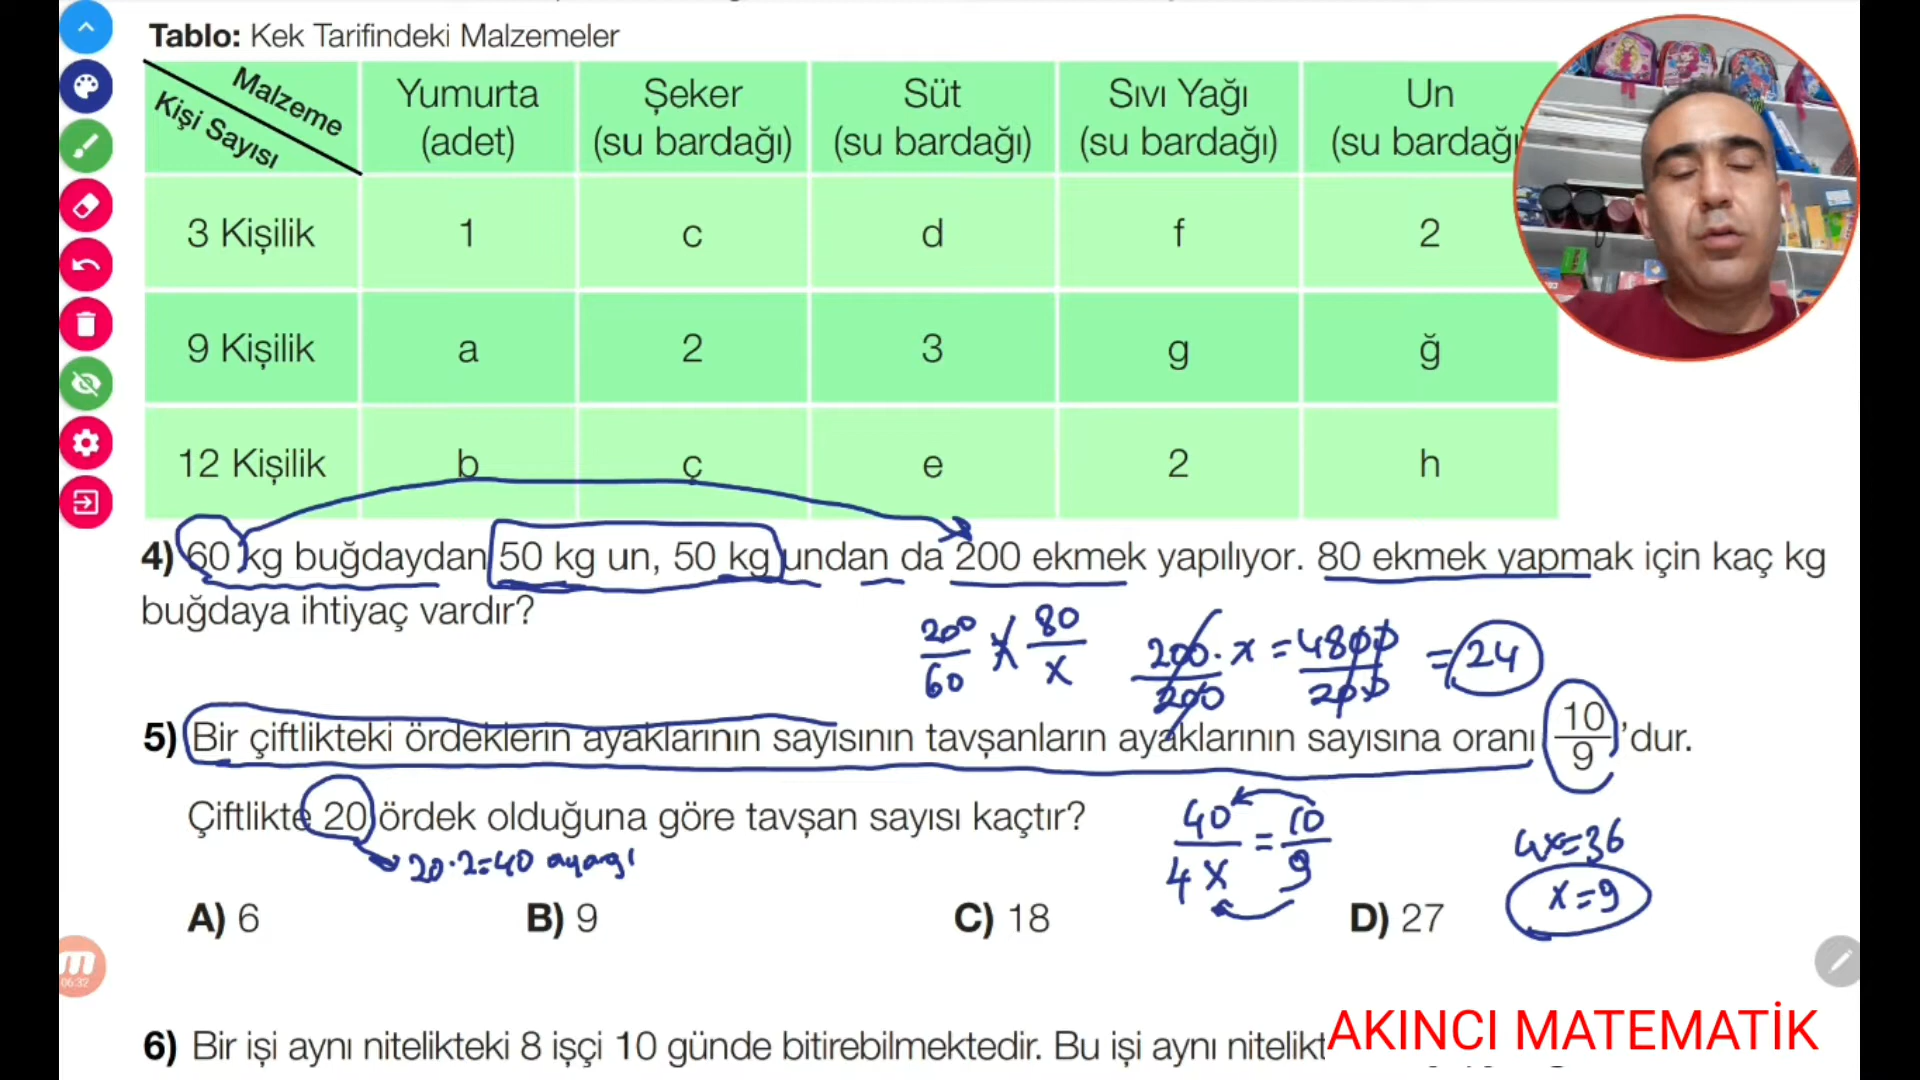 Tablo: Kek Tarifindeki Malzemeler
Malzeme
Kişi Sayısı
Yumurta (adet)
Şeker (su bardağı)
Süt (su bardağı)
Sıvı Yağı (su bardağı)
Un (su bardağı
3 Kişilik 1 c d f 2
9 Kişilik a 2 3 g ğ
12 Kişilik b ç e 2 h
4) 60 kg buğdaydan 50 kg un, 50 kg undan da 200 ekmek yapılıyor. 80 ekmek yapmak için kaç kg
buğdaya ihtiyaç vardır?
200/60 80/x 200·x/200 = 4800/200 = 24
5) Bir çiftlikteki ördeklerin ayaklarının sayısının tavşanların ayaklarının sayısına oranı 10/9 'dur.
Çiftlikte 20 ördek olduğuna göre tavşan sayısı kaçtır?
20·2=40 ayağı
40/4x = 10/9
4x=36
x=9
A) 6 B) 9 C) 18 D) 27
m
06:32
6) Bir işi aynı nitelikteki 8 işçi 10 günde bitirebilmektedir. Bu işi aynı nitelikt
AKINCI MATEMATİK